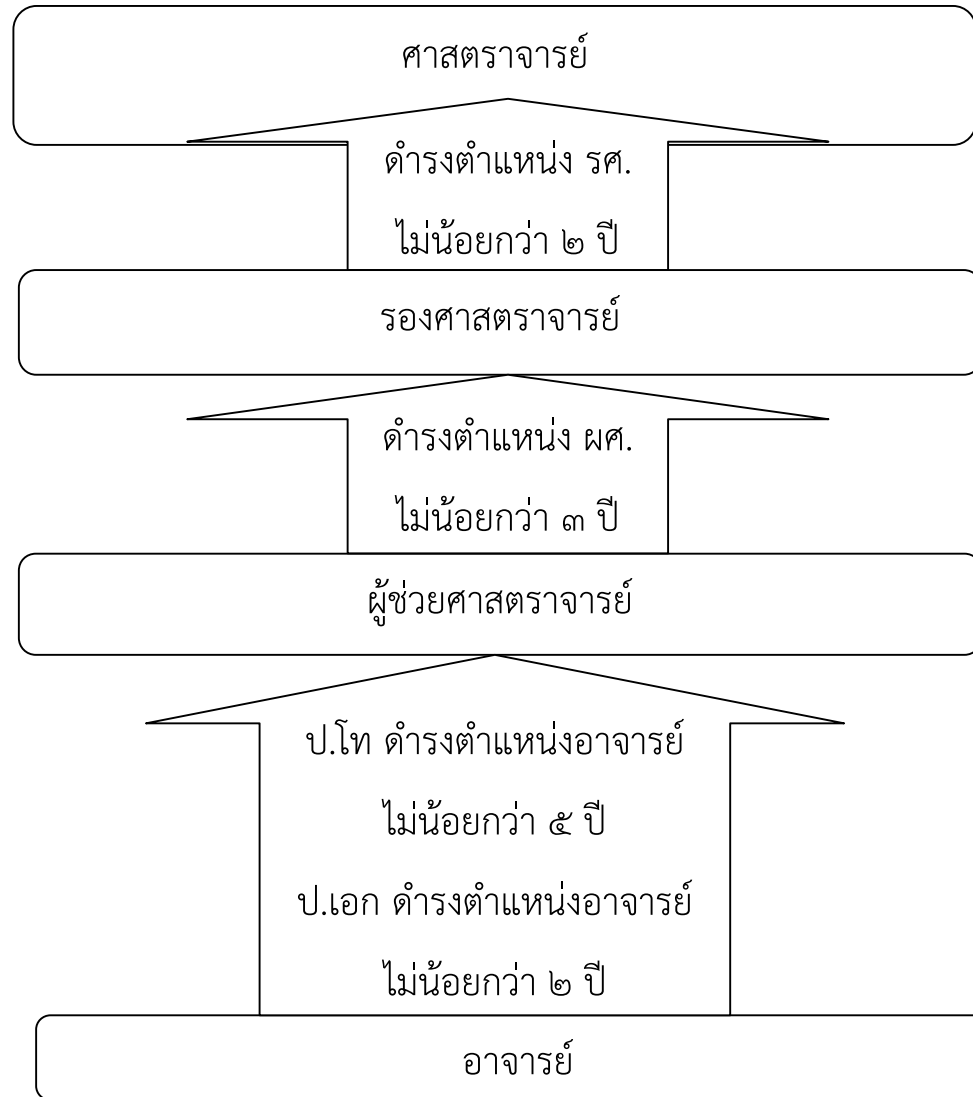 ศาสตราจารย์
ดำรงตำแหน่ง รศ.
ไม่น้อยกว่า ๒ ปี
รองศาสตราจารย์
ดำรงตำแหน่ง ผศ.
ไม่น้อยกว่า ๓ ปี
ผู้ช่วยศาสตราจารย์
ป.โท ดำรงตำแหน่งอาจารย์
ไม่น้อยกว่า ๕ ปี
ป.เอก ดำรงตำแหน่งอาจารย์
ไม่น้อยกว่า ๒ ปี
อาจารย์